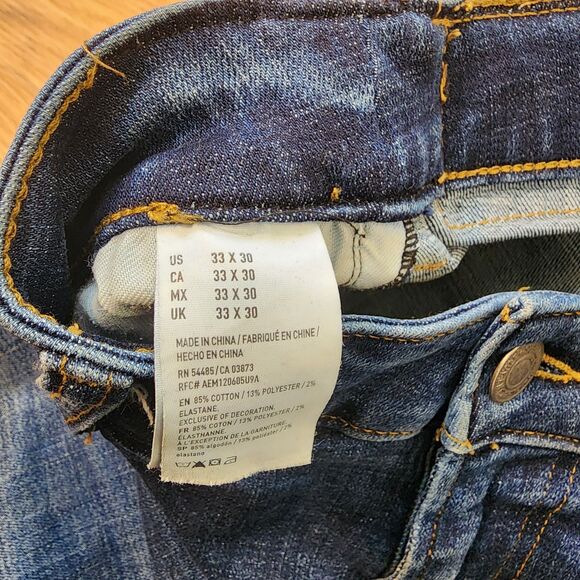 US 33 X 30
CA 33 X 30
MX 33 X 30
UK 33 X 30
MADE IN CHINA / FABRIQUÉ EN CHINE /
HECHO EN CHINA
RN 54485 / CA 03873
RFC# AEM120605U9A
EN 85% COTTON / 13% POLYESTER / 2%
ELASTANE,
EXCLUSIVE OF DECORATION.
FR 85% COTON / 13% POLYESTER / 2%
ÉLASTHANNE
À L'EXCEPTION DE LA GARNITURE
SP 85% algodón / 13% poliéster / 2%
elastano